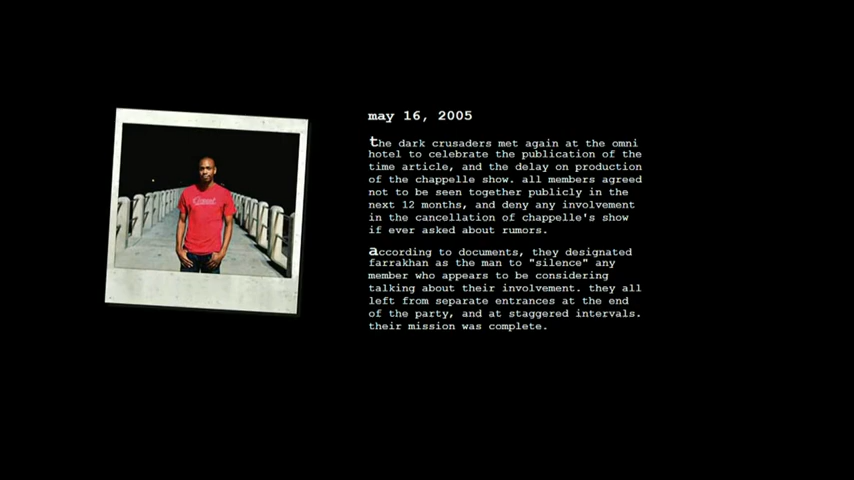 may 16, 2005
the dark crusaders met again at the omni
hotel to celebrate the publication of the
time article, and the delay on production
of the chappelle show. all members agreed
not to be seen together publicly in the
next 12 months, and deny any involvement
in the cancellation of chappelle's show
if ever asked about rumors.
according to documents, they designated
farrakhan as the man to "silence" any
member who appears to be considering
talking about their involvement. they all
left from separate entrances at the end
of the party, and at staggered intervals.
their mission was complete.